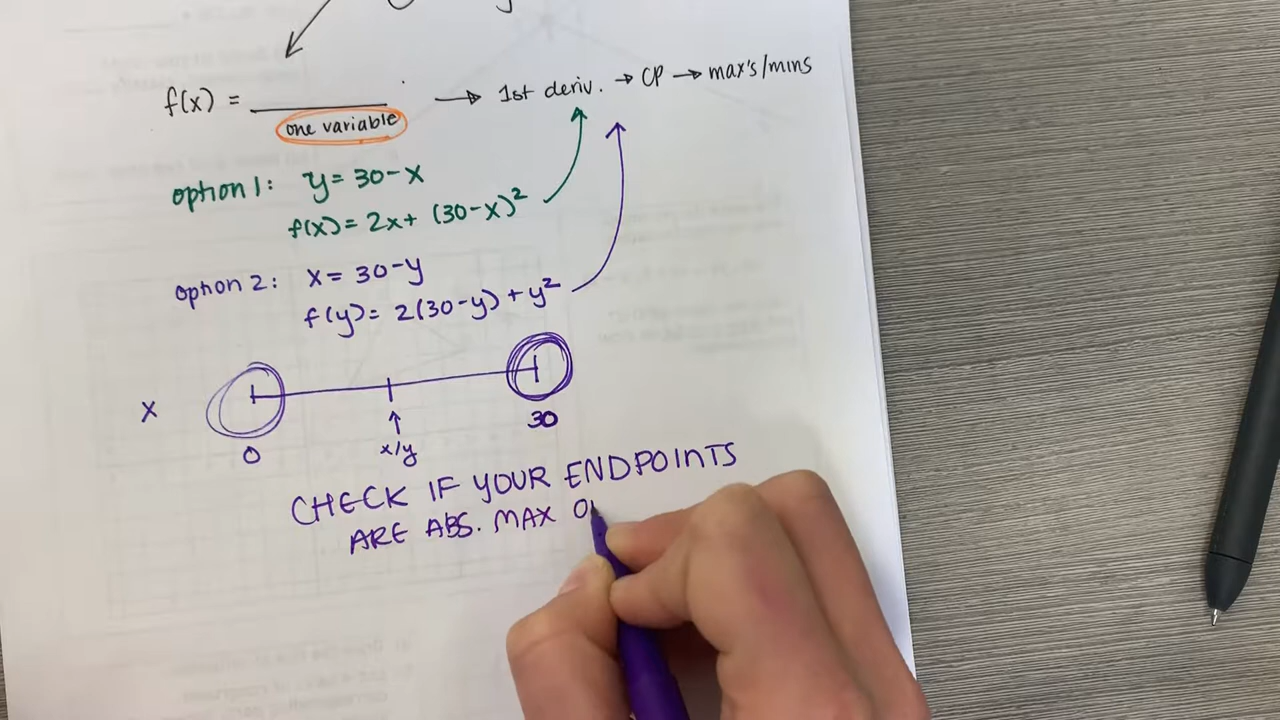 f(x) = ________ → 1st deriv. → CP → max's/mins
one variable
option 1: y = 30-x
f(x) = 2x + (30-x)²
option 2: x = 30-y
f(y) = 2(30-y) + y²
x
0
x/y
30
CHECK IF YOUR ENDPOINTS
ARE ABS. MAX